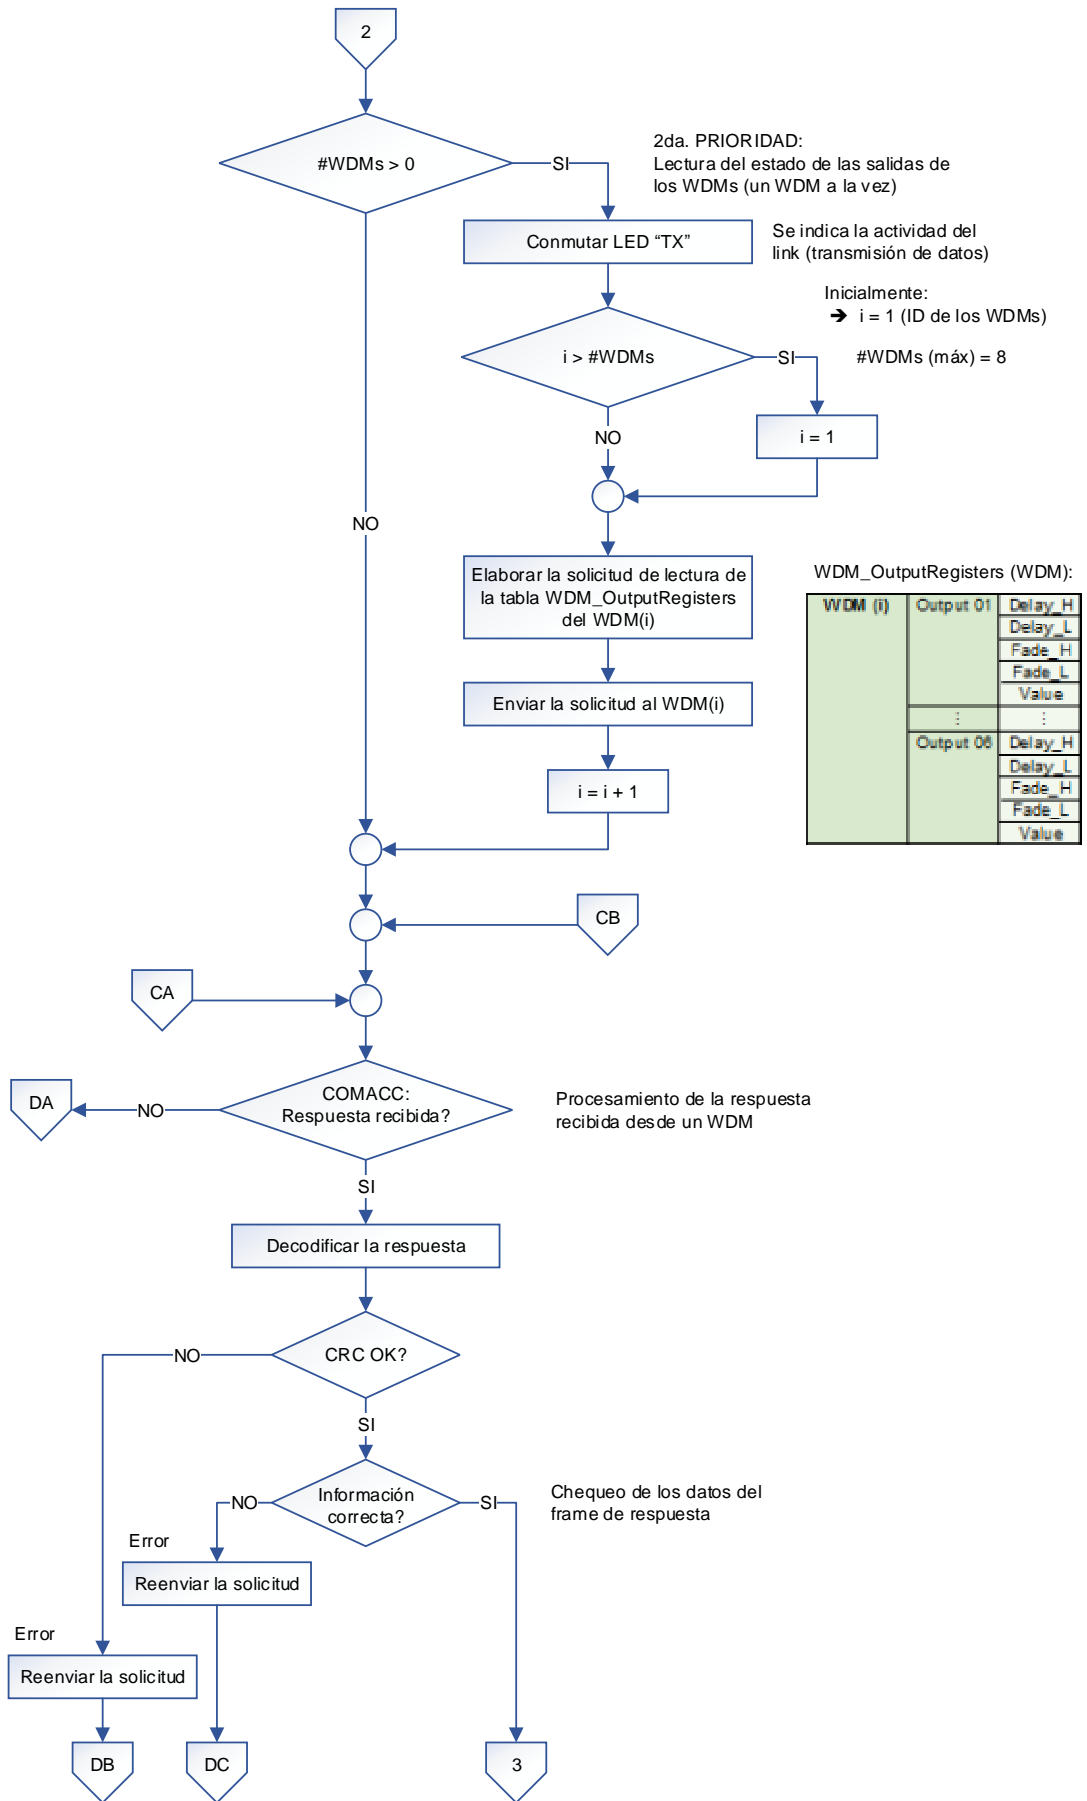 2
#WDMs > 0
SI
NO
2da. PRIORIDAD:
Lectura del estado de las salidas de
los WDMs (un WDM a la vez)
Conmutar LED “TX”
Se indica la actividad del
link (transmisión de datos)
Inicialmente:
➔ i = 1 (ID de los WDMs)
#WDMs (máx) = 8
i > #WDMs
SI
NO
i = 1
Elaborar la solicitud de lectura de
la tabla WDM_OutputRegisters
del WDM(i)
Enviar la solicitud al WDM(i)
i = i + 1
WDM_OutputRegisters (WDM):
WDM (i)
Output 01
Delay_H
Delay_L
Fade_H
Fade_L
Value
⋮
⋮
Output 06
Delay_H
Delay_L
Fade_H
Fade_L
Value
CB
CA
COMACC:
Respuesta recibida?
NO
DA
SI
Procesamiento de la respuesta
recibida desde un WDM
Decodificar la respuesta
CRC OK?
NO
SI
Información
correcta?
NO
SI
Chequeo de los datos del
frame de respuesta
Error
Reenviar la solicitud
Error
Reenviar la solicitud
DB
DC
3